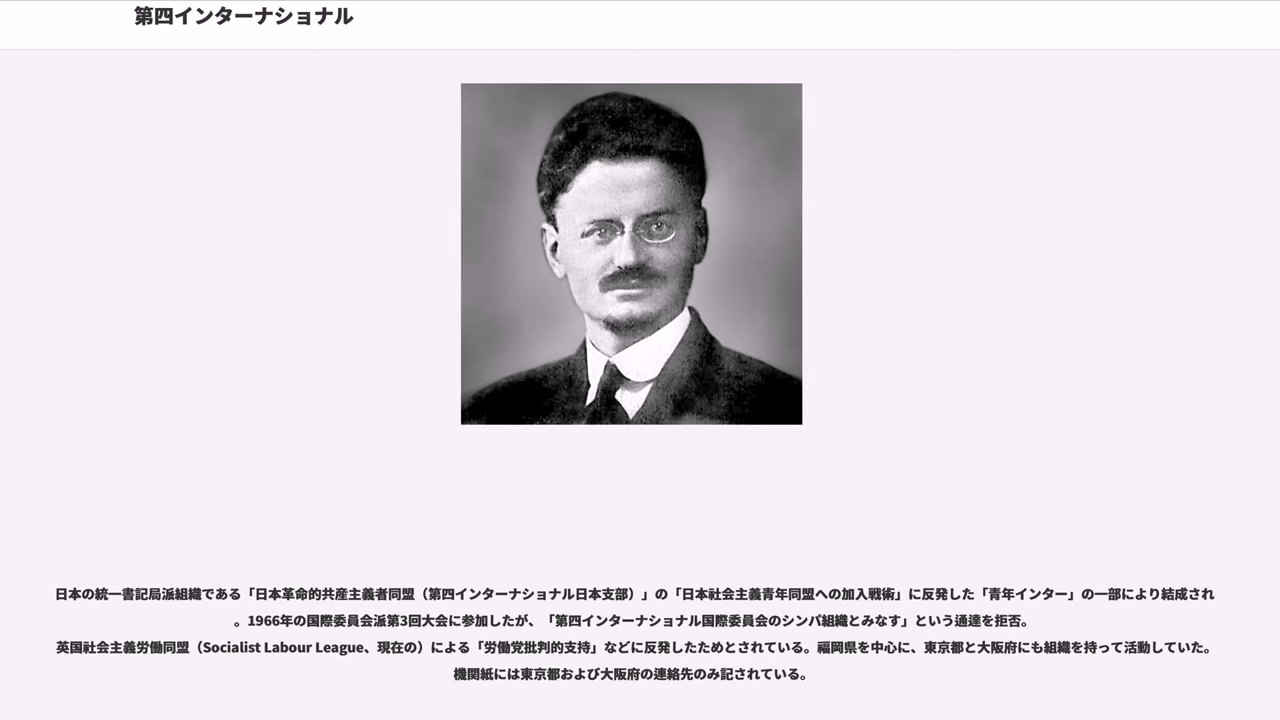 第四インターナショナル
日本の統一書記局派組織である「日本革命的共産主義者同盟（第四インターナショナル日本支部）」の「日本社会主義青年同盟への加入戦術」に反発した「青年インター」の一部により結成され
。1966年の国際委員会派第3回大会に参加したが、「第四インターナショナル国際委員会のシンパ組織とみなす」という通達を拒否。
英国社会主義労働同盟（Socialist Labour League、現在の）による「労働党批判的支持」などに反発したためとされている。福岡県を中心に、東京都と大阪府にも組織を持って活動していた。
機関紙には東京都および大阪府の連絡先のみ記されている。